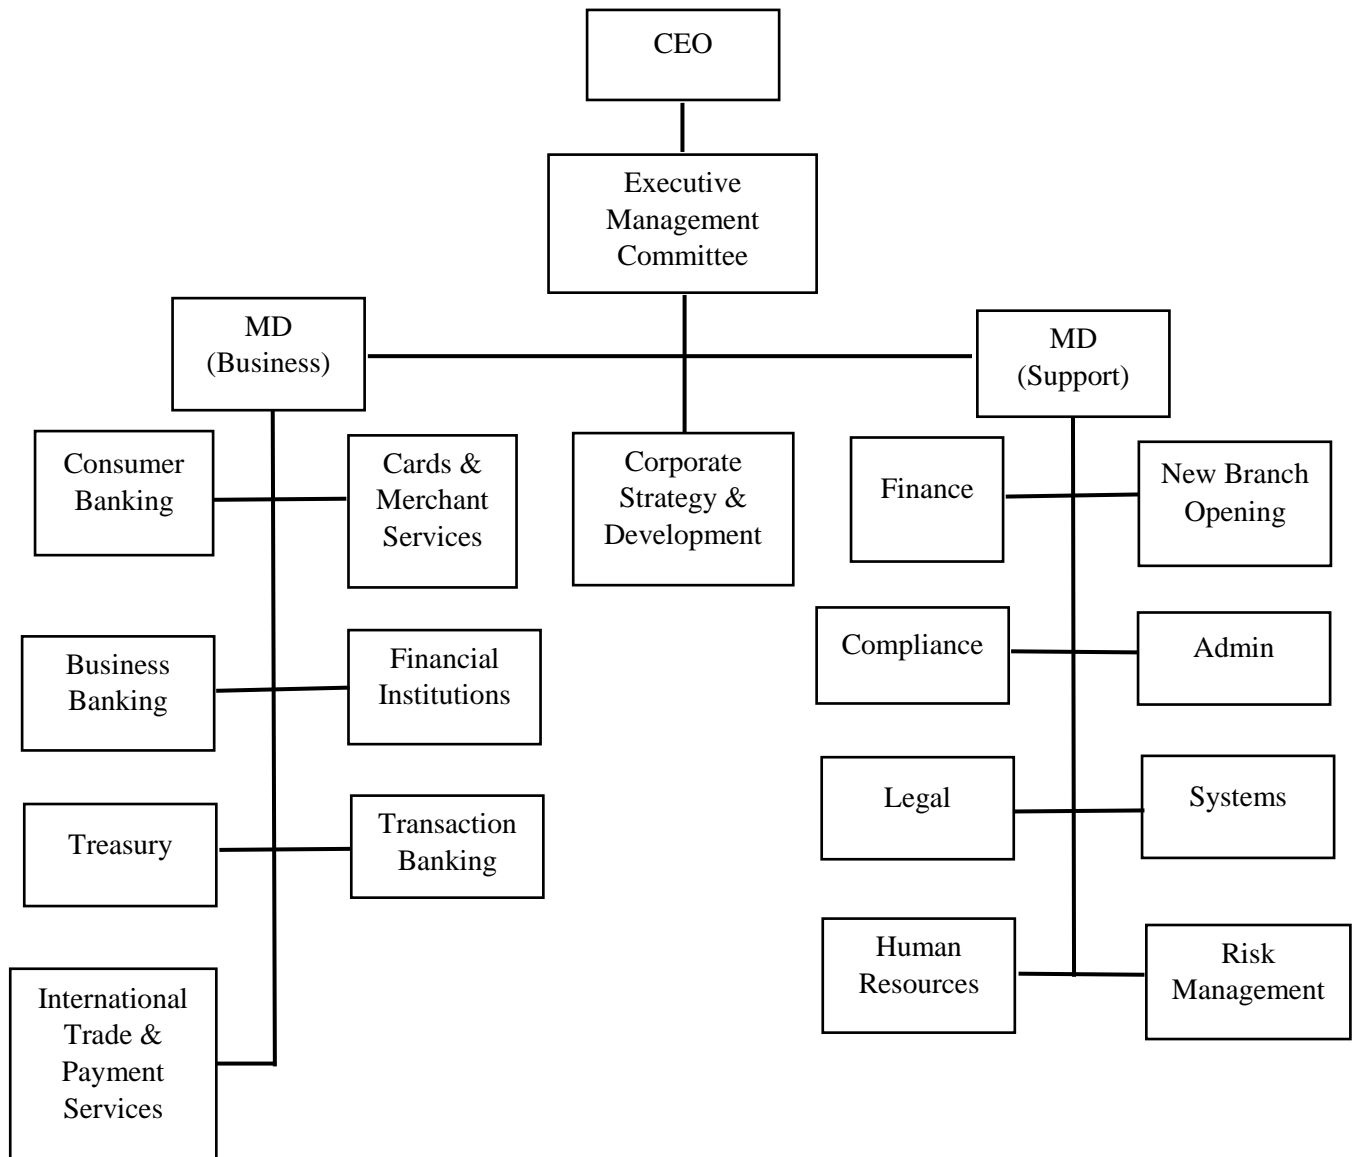 CEO
Executive
Management
Committee
MD
(Business)
MD
(Support)
Consumer
Banking
Cards &
Merchant
Services
Corporate
Strategy &
Development
Finance
New Branch
Opening
Business
Banking
Financial
Institutions
Compliance
Admin
Treasury
Transaction
Banking
Legal
Systems
International
Trade &
Payment
Services
Human
Resources
Risk
Management